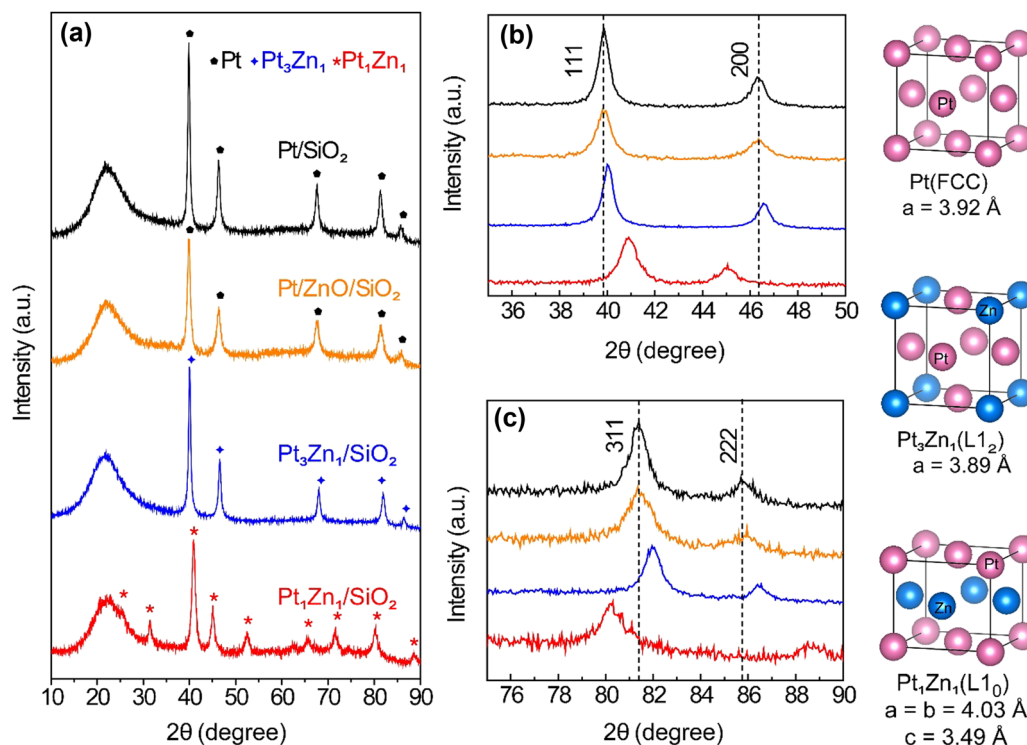 (a)
Pt Pt₃Zn₁ *Pt₁Zn₁
Pt/SiO₂
Pt/ZnO/SiO₂
Pt₃Zn₁/SiO₂
Pt₁Zn₁/SiO₂
Intensity (a.u.)
10 20 30 40 50 60 70 80 90
2θ (degree)
(b)
111
200
Intensity (a.u.)
36 38 40 42 44 46 48 50
2θ (degree)
(c)
311
222
Intensity (a.u.)
76 78 80 82 84 86 88 90
2θ (degree)
Pt
Pt(FCC)
a = 3.92 Å
Zn
Pt
Pt₃Zn₁(L1₂)
a = 3.89 Å
Pt
Zn
Pt₁Zn₁(L1₀)
a = b = 4.03 Å
c = 3.49 Å